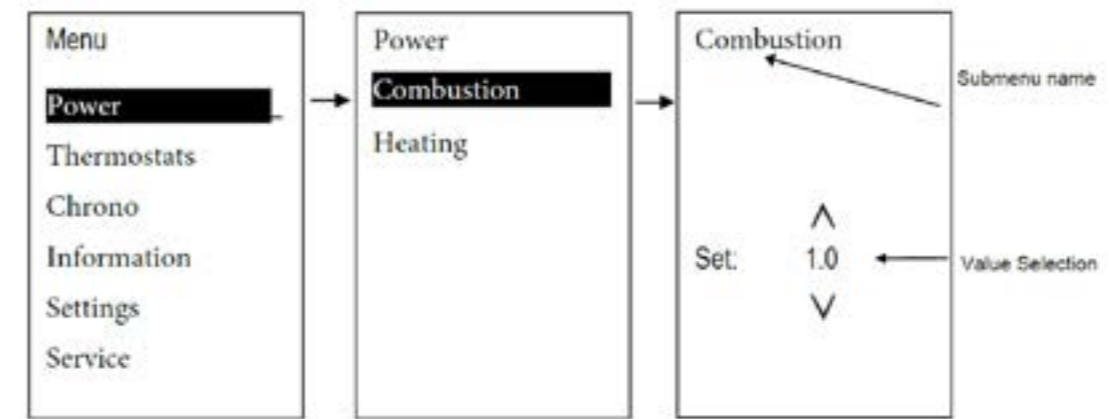 Menu
Power
Thermostats
Chrono
Information
Settings
Service
Power
Combustion
Heating
Combustion
Submenu name
Set: 1.0
Value Selection